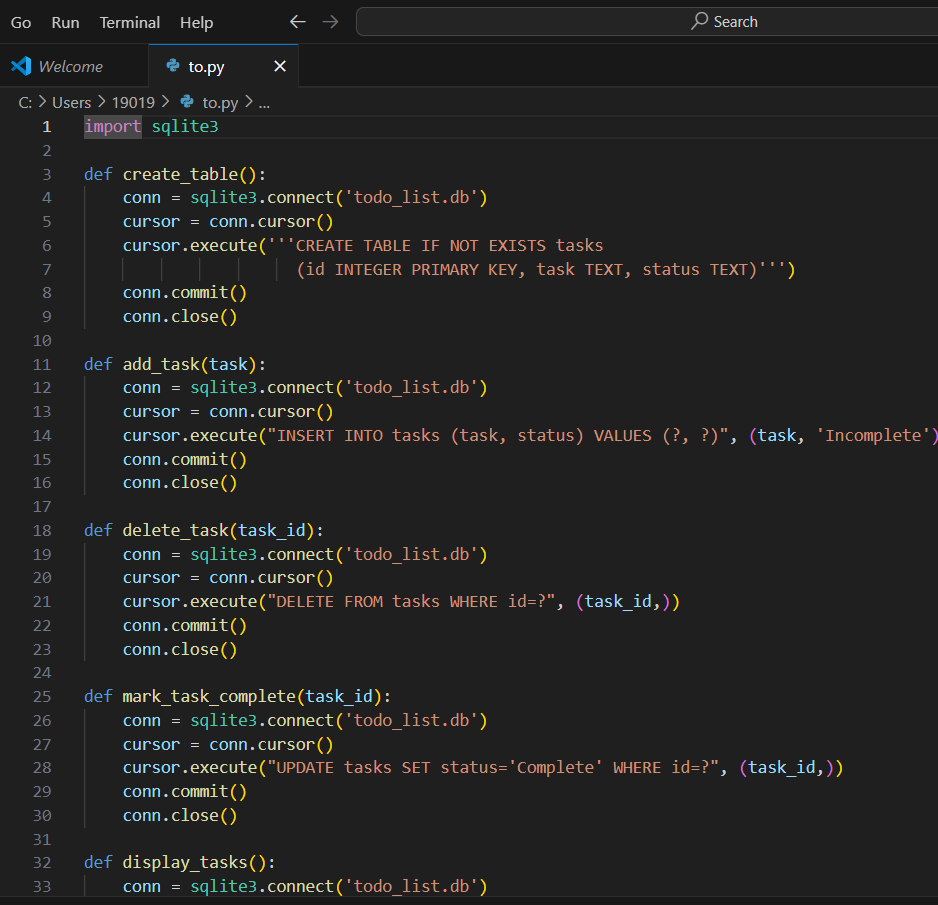 Go Run Terminal Help Search
Welcome to.py
C: > Users > 19019 > to.py > ...
1 import sqlite3
2
3 def create_table():
4     conn = sqlite3.connect('todo_list.db')
5     cursor = conn.cursor()
6     cursor.execute('''CREATE TABLE IF NOT EXISTS tasks
7                       (id INTEGER PRIMARY KEY, task TEXT, status TEXT)''')
8     conn.commit()
9     conn.close()
10
11 def add_task(task):
12     conn = sqlite3.connect('todo_list.db')
13     cursor = conn.cursor()
14     cursor.execute("INSERT INTO tasks (task, status) VALUES (?, ?)", (task, 'Incomplete')
15     conn.commit()
16     conn.close()
17
18 def delete_task(task_id):
19     conn = sqlite3.connect('todo_list.db')
20     cursor = conn.cursor()
21     cursor.execute("DELETE FROM tasks WHERE id=?", (task_id,))
22     conn.commit()
23     conn.close()
24
25 def mark_task_complete(task_id):
26     conn = sqlite3.connect('todo_list.db')
27     cursor = conn.cursor()
28     cursor.execute("UPDATE tasks SET status='Complete' WHERE id=?", (task_id,))
29     conn.commit()
30     conn.close()
31
32 def display_tasks():
33     conn = sqlite3.connect('todo_list.db')